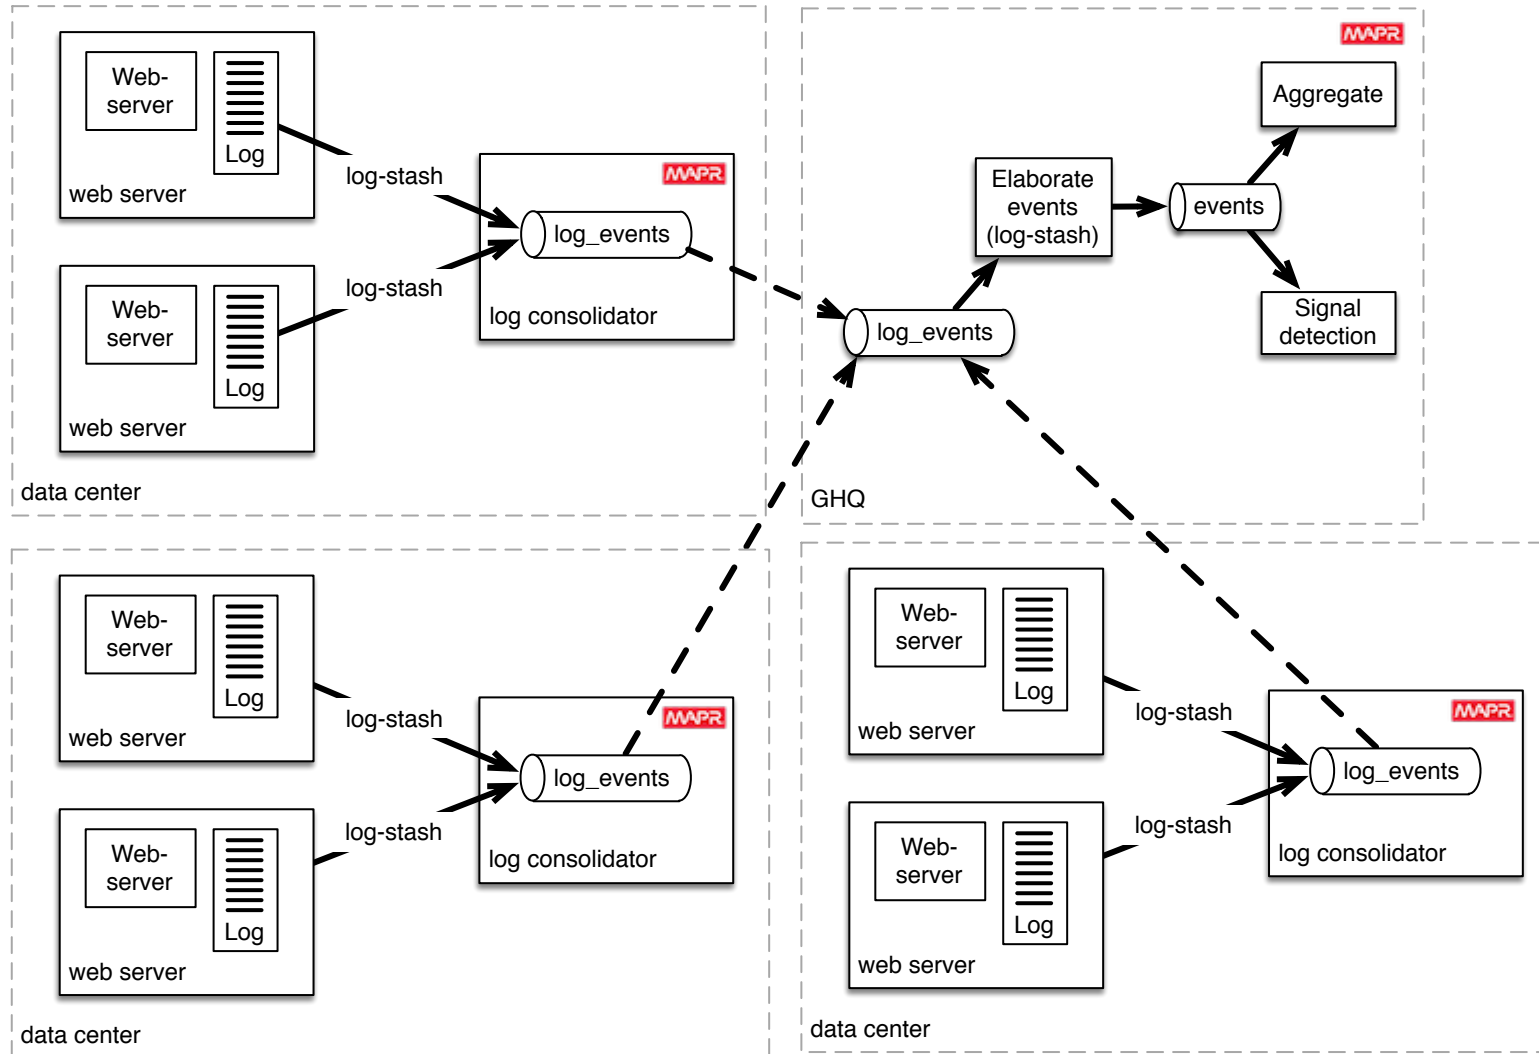 Web-
server
Log
web server
log-stash
Web-
server
Log
web server
log-stash
MAPR
log_events
log consolidator
data center
MAPR
Aggregate
Elaborate
events
(log-stash)
events
Signal
detection
log_events
GHQ
Web-
server
Log
web server
log-stash
Web-
server
Log
web server
log-stash
MAPR
log_events
log consolidator
data center
Web-
server
Log
web server
log-stash
Web-
server
Log
web server
log-stash
MAPR
log_events
log consolidator
data center